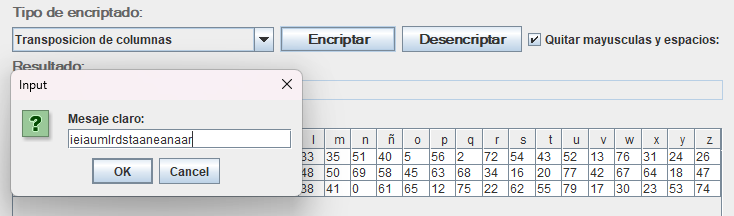 Tipo de encriptado:
Transposicion de columnas Encriptar Desencriptar Quitar mayusculas y espacios:
Resultado:
Input
Mesaje claro:
ieiaumlrdstaaneanaar
OK Cancel
l m n ñ o p q r s t u v w x y z
33 35 51 40 5 56 2 72 54 43 52 13 76 31 24 26
48 50 69 58 45 63 68 34 16 20 77 42 67 64 18 47
38 41 0 61 65 12 75 22 62 55 79 17 30 23 53 74